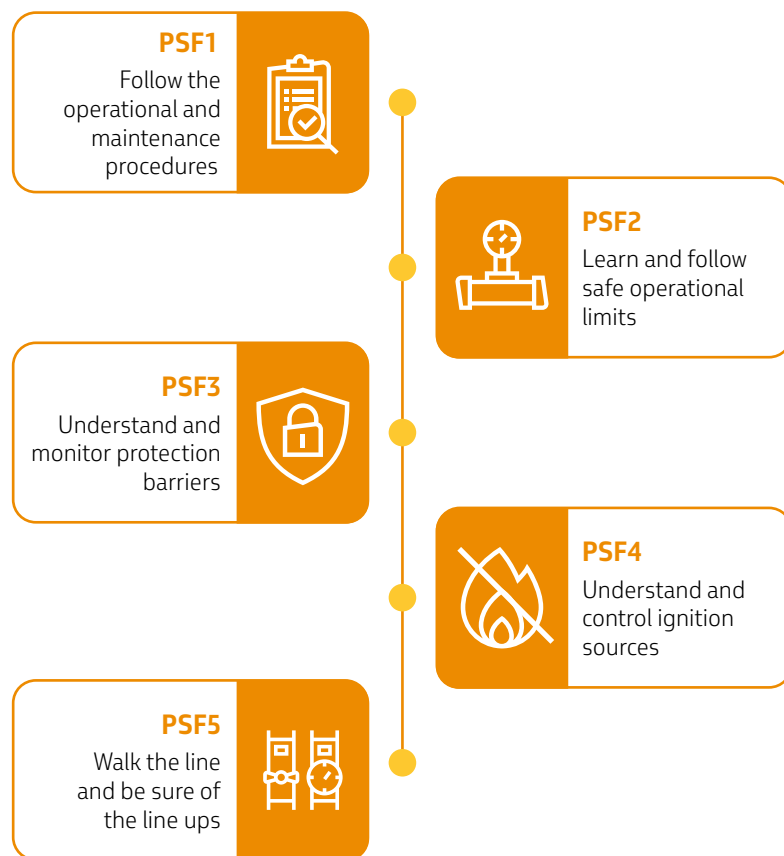 PSF1
Follow the
operational and
maintenance
procedures
PSF2
Learn and follow
safe operational
limits
PSF3
Understand and
monitor protection
barriers
PSF4
Understand and
control ignition
sources
PSF5
Walk the line
and be sure of
the line ups